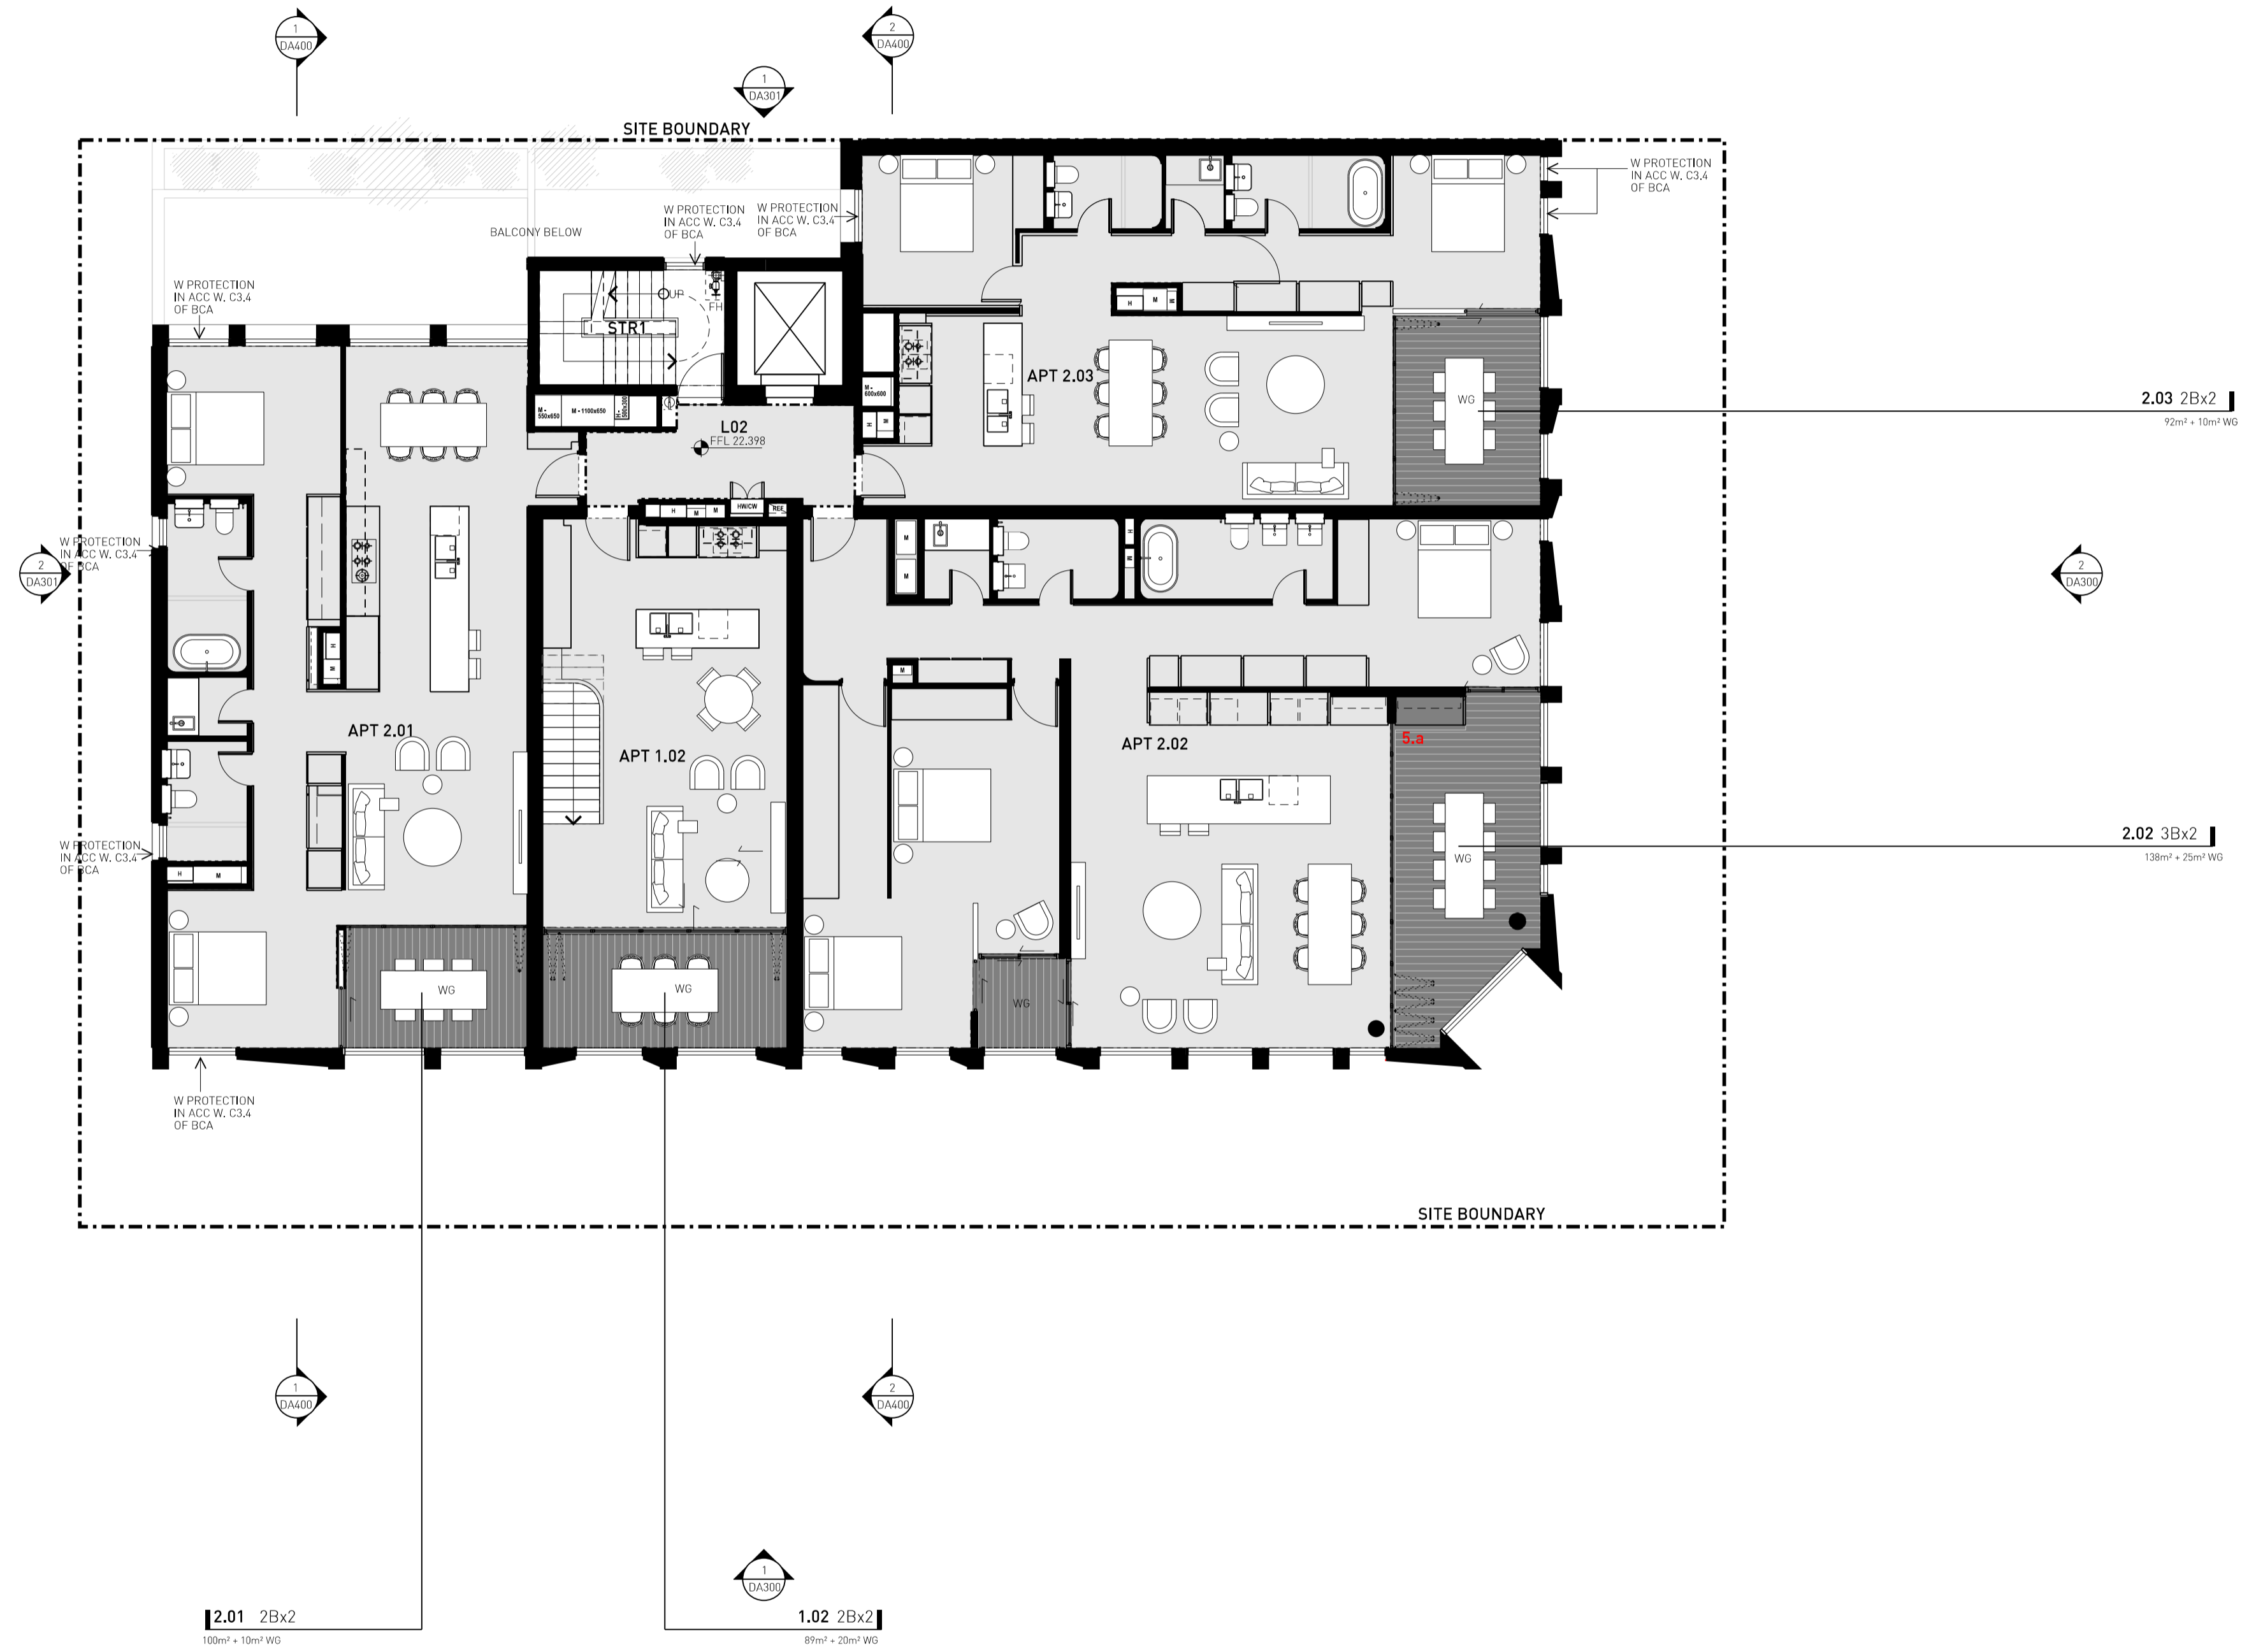 1
DA400
2
DA400
1
DA301
SITE BOUNDARY
W PROTECTION
IN ACC W. C3.4
OF BCA
W PROTECTION
IN ACC W. C3.4
OF BCA
W PROTECTION
IN ACC W. C3.4
OF BCA
BALCONY BELOW
W PROTECTION
IN ACC W. C3.4
OF BCA
UP
FH
STR1
H
M
APT 2.03
M -
600x600
H
M
M -
550x650
M - 1100x650
H -
500x300
L02
FFL 22.398
WG
2.03 2Bx2
92m² + 10m² WG
H
M
M
HW/CW
REF
W PROTECTION
IN ACC W. C3.4
OF BCA
2
DA301
M
M
H
M
2
DA300
H
M
M
APT 2.01
APT 1.02
APT 2.02
5.a
W PROTECTION
IN ACC W. C3.4
OF BCA
H
M
WG
2.02 3Bx2
138m² + 25m² WG
WG
WG
WG
W PROTECTION
IN ACC W. C3.4
OF BCA
SITE BOUNDARY
1
DA400
2
DA400
1
DA300
2.01 2Bx2
100m² + 10m² WG
1.02 2Bx2
89m² + 20m² WG